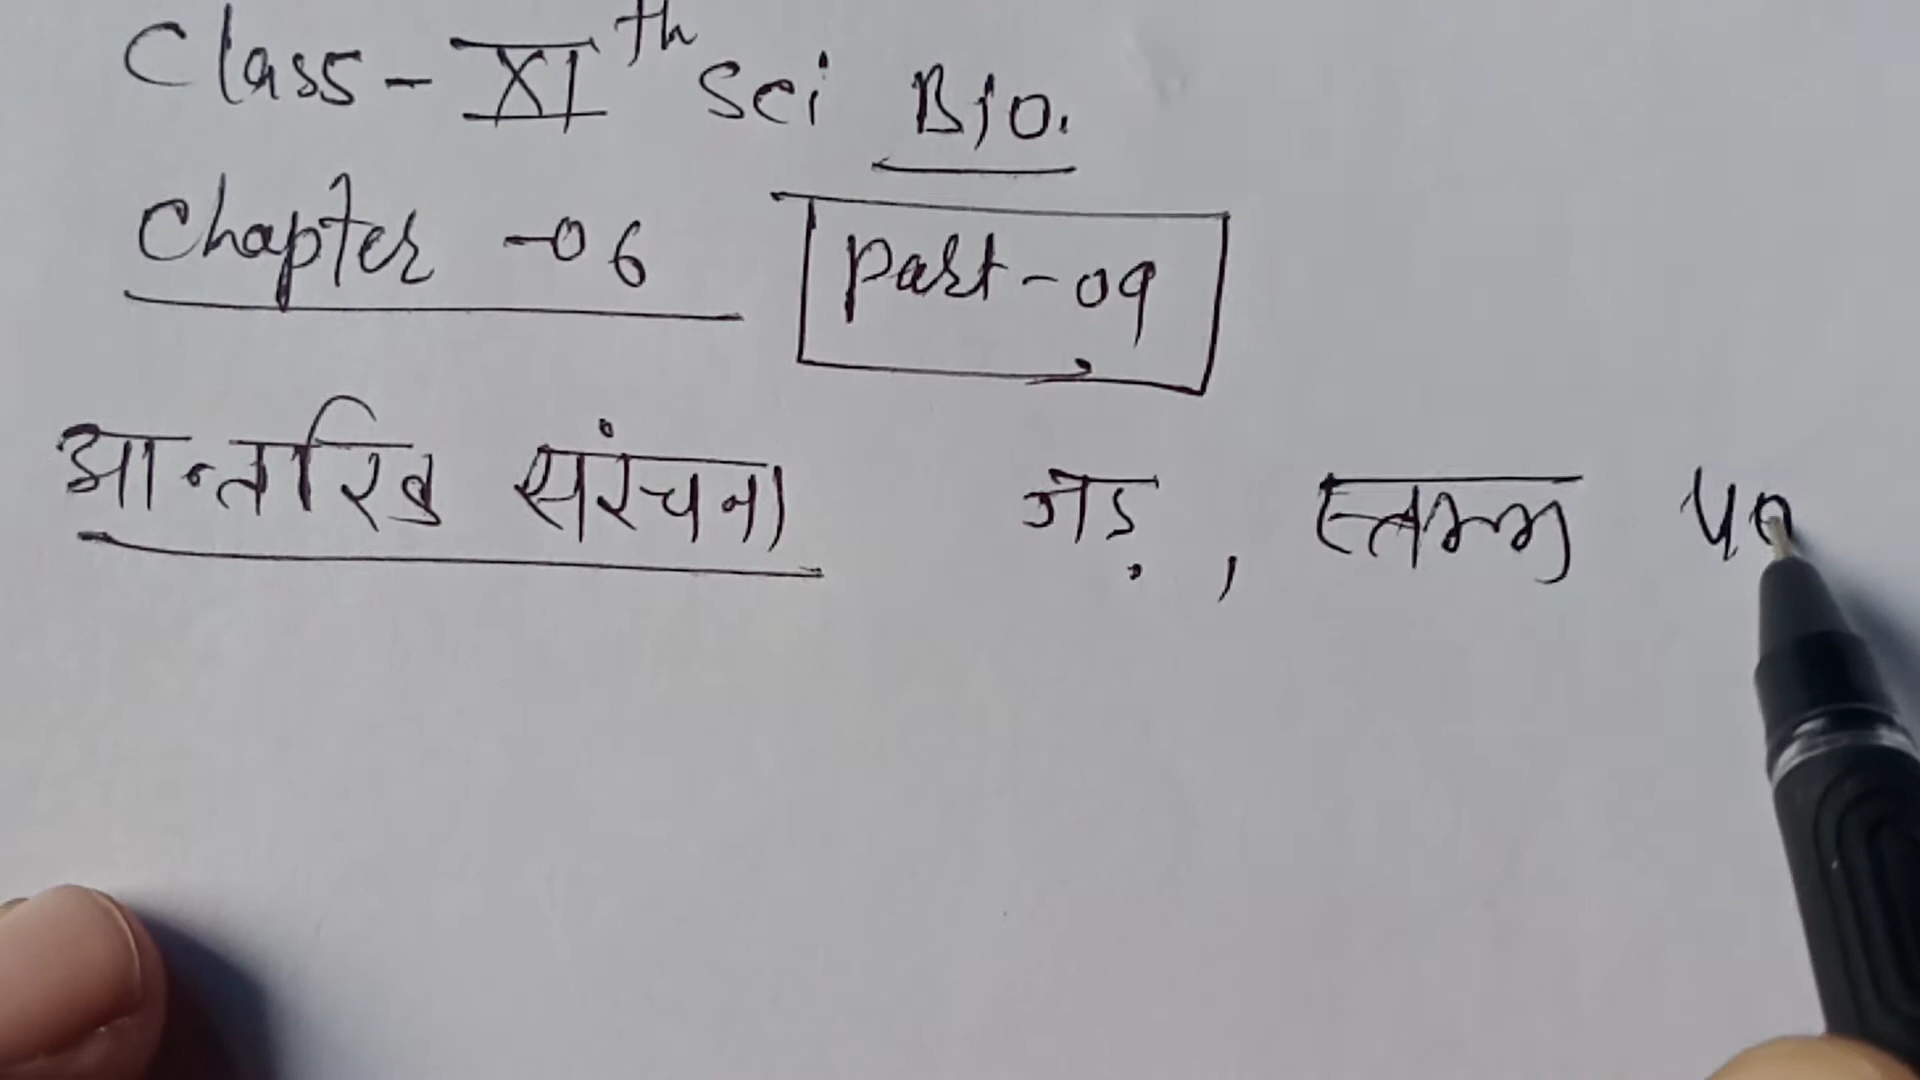 Class - XI th Sci Bio.
Chapter - 06 Part - 09
आन्तरिक संरचना जड़, स्तम्भ